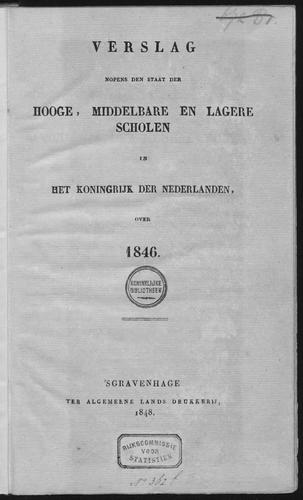 VERSLAG
NOPENS DEN STAAT DER
HOOGE, MIDDELBARE EN LAGERE
SCHOLEN
IN
HET KONINGRIJK DER NEDERLANDEN,
OVER
1846.
KONINKLIJKE
BIBLIOTHEEK
'SGRAVENHAGE
TER ALGEMEENE LANDS DRUKKERIJ,
1848.
RIJKSCOMMISSIE
VOOR
STATISTIEK